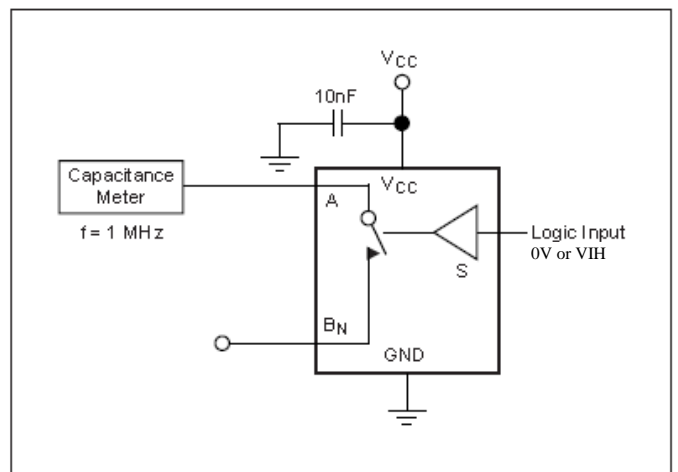 VCC
10nF
Capacitance
Meter
f = 1 MHz
VCC
A
Logic Input
0V or VIH
S
BN
GND